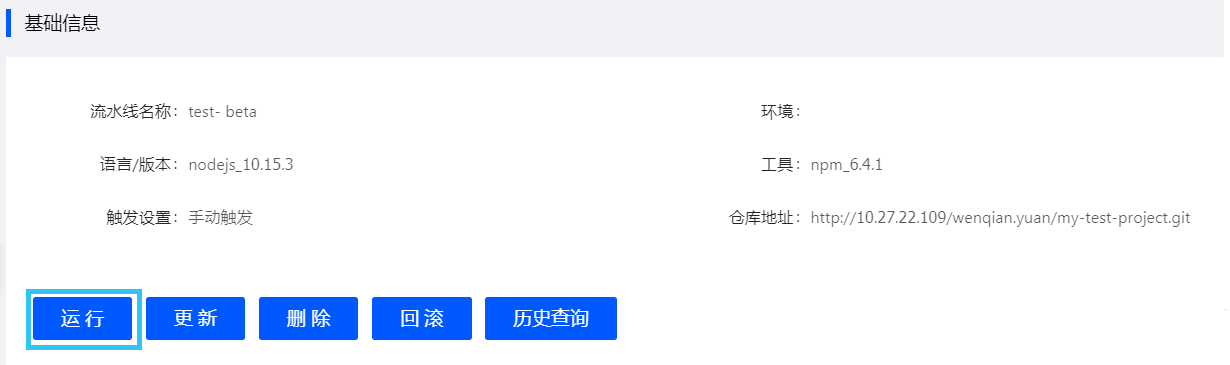 基础信息
流水线名称： test- beta 环境：
语言/版本： nodejs_10.15.3 工具： npm_6.4.1
触发设置： 手动触发 仓库地址： http://10.27.22.109/wenqian.yuan/my-test-project.git
运 行 更 新 删 除 回 滚 历史查询